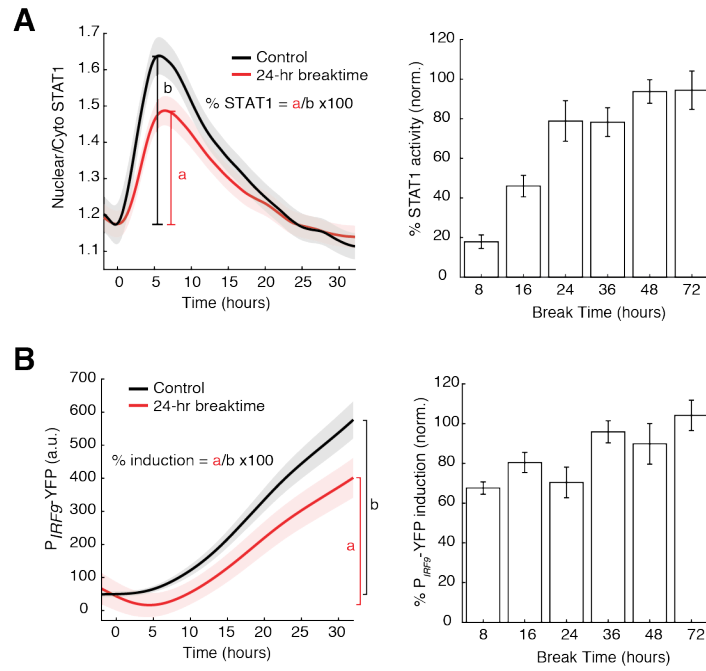 A
1.7
1.6
1.5
1.4
1.3
1.2
1.1
Nuclear/Cyto STAT1
Control
24-hr breaktime
b
% STAT1 = a/b x100
a
0 5 10 15 20 25 30
Time (hours)
120
100
80
60
40
20
0
% STAT1 activity (norm.)
8 16 24 36 48 72
Break Time (hours)
B
700
600
500
400
300
200
100
0
PIRF9-YFP (a.u.)
Control
24-hr breaktime
% induction = a/b x100
b
a
0 5 10 15 20 25 30
Time (hours)
120
100
80
60
40
20
0
% PIRF9-YFP induction (norm.)
8 16 24 36 48 72
Break Time (hours)